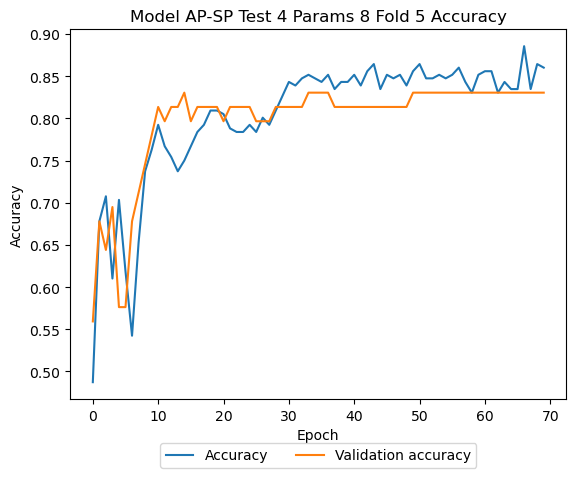 Model AP-SP Test 4 Params 8 Fold 5 Accuracy
0.90
0.85
0.80
0.75
0.70
0.65
0.60
0.55
0.50
Accuracy
0 10 20 30 40 50 60 70
Epoch
Accuracy Validation accuracy